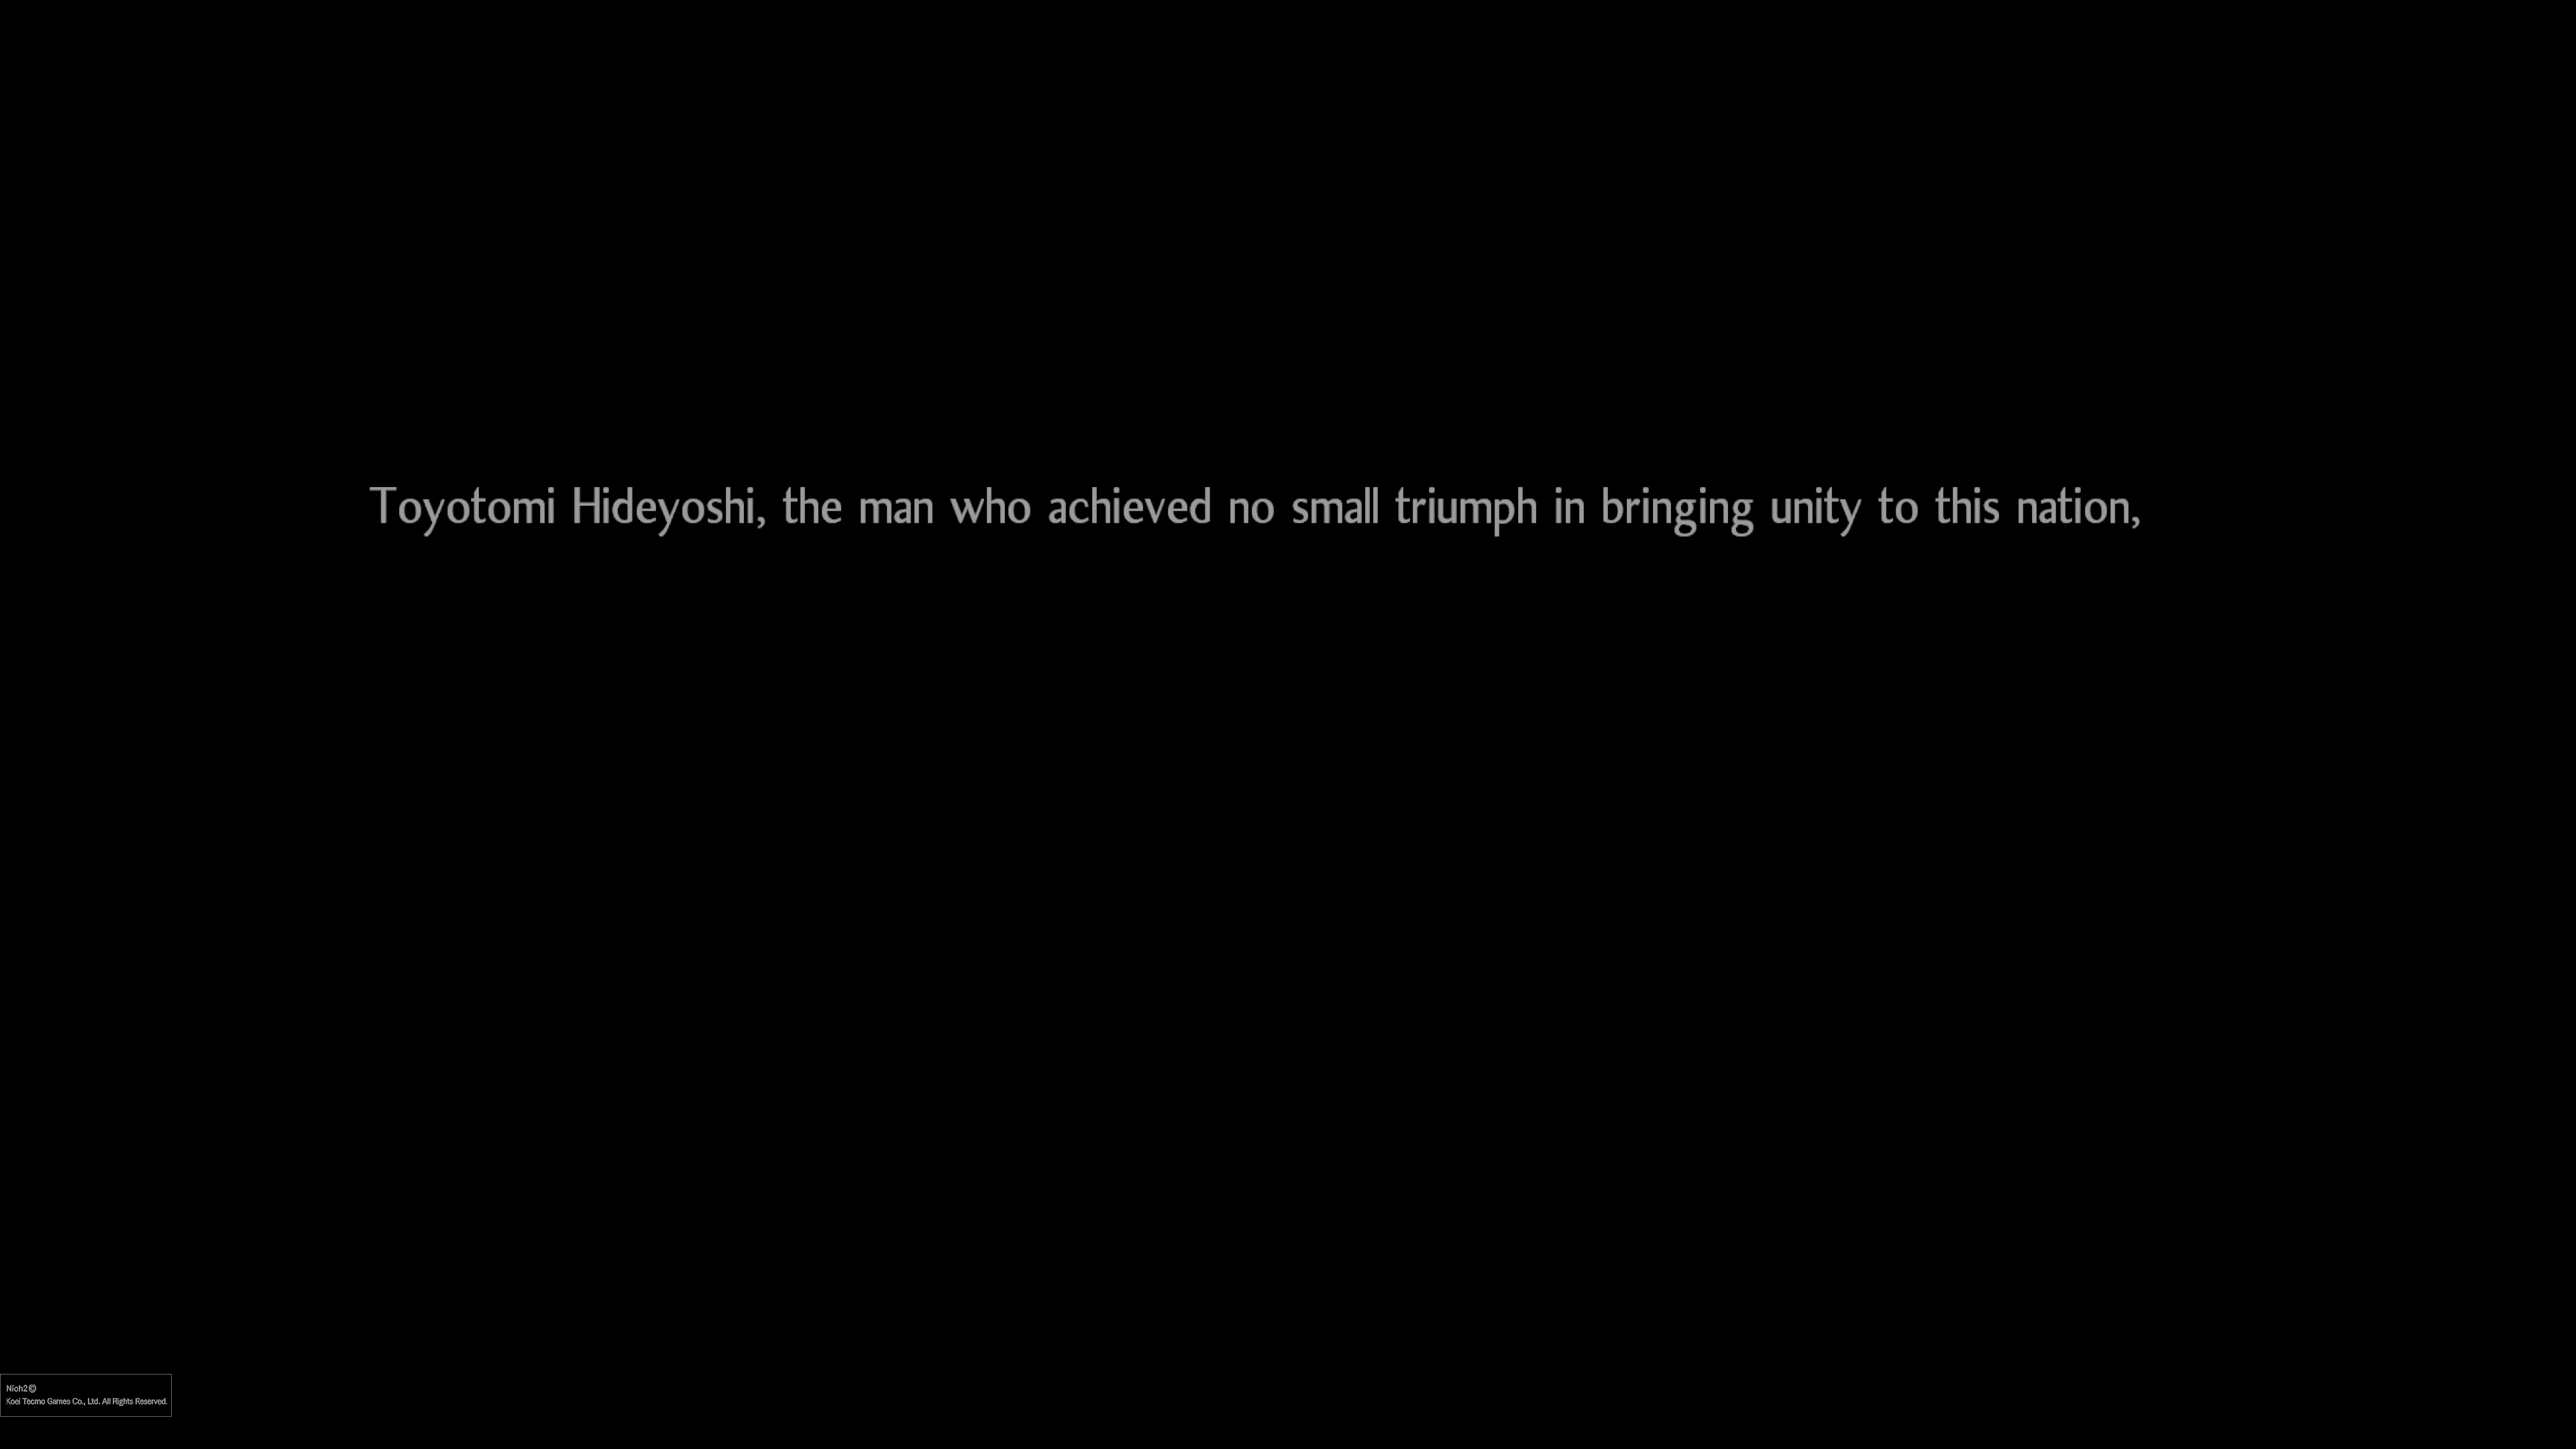 Toyotomi Hideyoshi, the man who achieved no small triumph in bringing unity to this nation,
Nioh2©
Koei Tecmo Games Co., Ltd. All Rights Reserved.